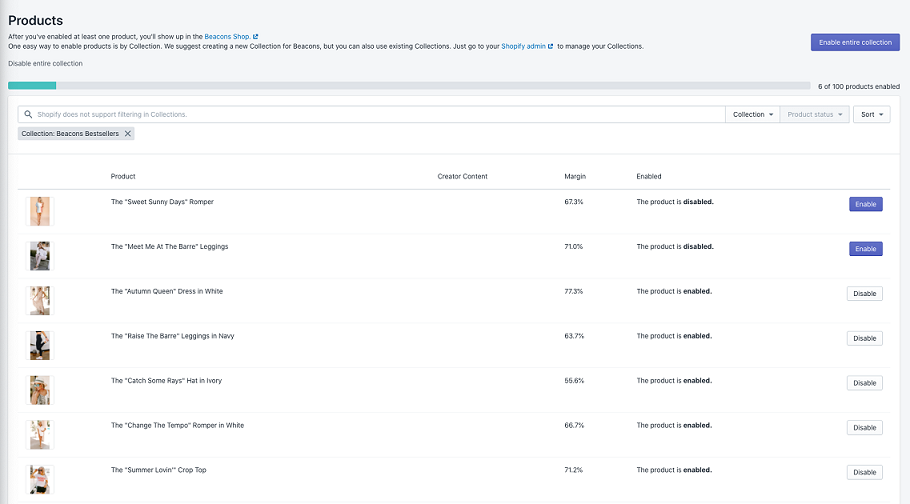 Products
After you've enabled at least one product, you'll show up in the Beacons Shop.
One easy way to enable products is by Collection. We suggest creating a new Collection for Beacons, but you can also use existing Collections. Just go to your Shopify admin to manage your Collections.
Enable entire collection
Disable entire collection
6 of 100 products enabled
Shopify does not support filtering in Collections.
Collection
Product status
Sort
Collection: Beacons Bestsellers
Product Creator Content Margin Enabled
The "Sweet Sunny Days" Romper 67.3% The product is disabled. Enable
The "Meet Me At The Barre" Leggings 71.0% The product is disabled. Enable
The "Autumn Queen" Dress in White 77.3% The product is enabled. Disable
The "Raise The Barre" Leggings in Navy 63.7% The product is enabled. Disable
The "Catch Some Rays" Hat in Ivory 55.6% The product is enabled. Disable
The "Change The Tempo" Romper in White 66.7% The product is enabled. Disable
The "Summer Lovin'" Crop Top 71.2% The product is enabled. Disable